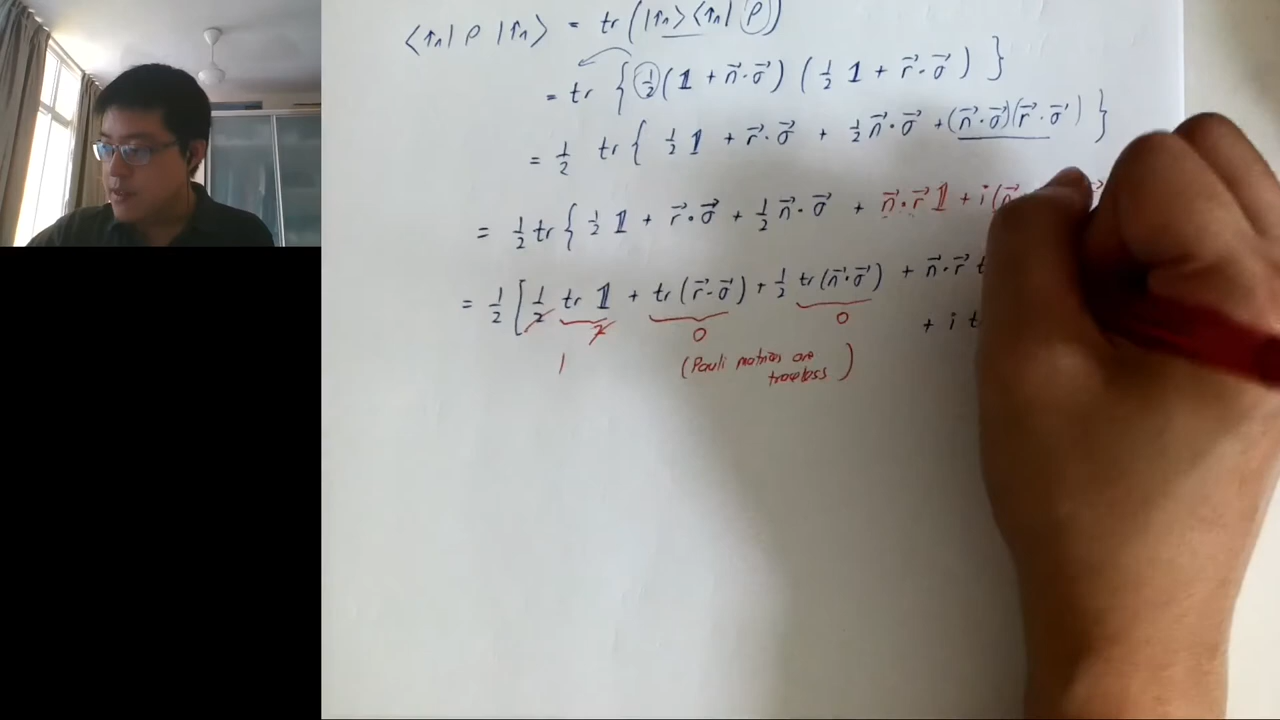 ⟨↑n| ρ |↑n⟩ = tr (|↑n⟩⟨↑n| ρ)
= tr { 1/2 (𝟙 + n⃗·σ⃗) (1/2 𝟙 + r⃗·σ⃗) }
= 1/2 tr { 1/2 𝟙 + r⃗·σ⃗ + 1/2 n⃗·σ⃗ + (n⃗·σ⃗)(r⃗·σ⃗) }
= 1/2 tr { 1/2 𝟙 + r⃗·σ⃗ + 1/2 n⃗·σ⃗ + n⃗·r⃗ 𝟙 + i(n⃗
= 1/2 [ 1/2 tr 𝟙 + tr (r⃗·σ⃗) + 1/2 tr (n⃗·σ⃗) + n⃗·r⃗ t
2 0 0 + i t
1 (Pauli matrices are
traceless)